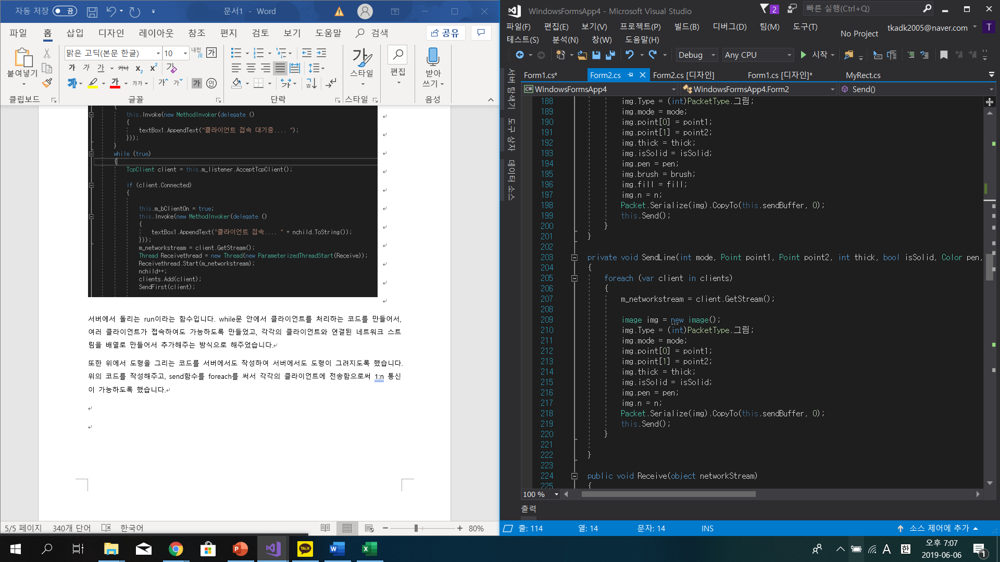 자동 저장 끔 문서1 - Word
파일 홈 삽입 디자인 레이아웃 참조 편지 검토 보기 도움말 검색 공유
붙여넣기
맑은 고딕(본문 한글) 10
스타일 편집 받아쓰기
클립보드 글꼴 단락 스타일 음성
{
this.Invoke(new MethodInvoker(delegate ()
{
textBox1.AppendText("클라이언트 접속 대기중.... ");
}));
}
while (true)
{
TcpClient client = this.m_listener.AcceptTcpClient();
if (client.Connected)
{
this.m_bClientOn = true;
this.Invoke(new MethodInvoker(delegate ()
{
textBox1.AppendText("클라이언트 접속.... " + nchild.ToString());
}));
m_networkstream = client.GetStream();
Thread Receivethread = new Thread(new ParameterizedThreadStart(Receive));
Receivethread.Start(m_networkstream);
nchild++;
clients.Add(client);
SendFirst(client);
서버에서 돌리는 run이라는 함수입니다. while문 안에서 클라이언트를 처리하는 코드를 만들어서,
여러 클라이언트가 접속하여도 가능하도록 만들었고, 각각의 클라이언트와 연결된 네트워크 스트
림을 배열로 만들어서 추가해주는 방식으로 해주었습니다.
또한 위에서 도형을 그리는 코드를 서버에서도 작성하여 서버에서도 도형이 그려지도록 했습니다.
위의 코드를 작성해주고, send함수를 foreach를 써서 각각의 클라이언트에 전송함으로써 1:n 통신
이 가능하도록 했습니다.
5/5 페이지 340개 단어 한국어 80%
WindowsFormsApp4 - Microsoft Visual Studio 2 빠른 실행(Ctrl+Q)
파일(F) 편집(E) 보기(V) 프로젝트(P) 빌드(B) 디버그(D) 팀(M) 도구(T)
테스트(S) 분석(N) 창(W) 도움말(H)
No Project tkadk2005@naver.com T
Debug Any CPU 시작
서버 탐색기
도구 상자
데이터 소스
Form1.cs* Form2.cs Form2.cs [디자인] Form1.cs [디자인]* MyRect.cs
WindowsFormsApp4 WindowsFormsApp4.Form2 Send()
188 img.Type = (int)PacketType.그림;
189 img.mode = mode;
190 img.point[0] = point1;
191 img.point[1] = point2;
192 img.thick = thick;
193 img.isSolid = isSolid;
194 img.pen = pen;
195 img.brush = brush;
196 img.fill = fill;
197 img.n = n;
198 Packet.Serialize(img).CopyTo(this.sendBuffer, 0);
199 this.Send();
200 }
201 }
202
203 private void SendLine(int mode, Point point1, Point point2, int thick, bool isSolid, Color pen,
204 {
205 foreach (var client in clients)
206 {
207 m_networkstream = client.GetStream();
208
209 image img = new image();
210 img.Type = (int)PacketType.그림;
211 img.mode = mode;
212 img.point[0] = point1;
213 img.point[1] = point2;
214 img.thick = thick;
215 img.isSolid = isSolid;
216 img.pen = pen;
217 img.n = n;
218 Packet.Serialize(img).CopyTo(this.sendBuffer, 0);
219 this.Send();
220 }
221
222 }
223
224 public void Receive(object networkStream)
225 {
100 %
출력
줄: 114 열: 14 문자: 14 INS 소스 제어에 추가
A 한 오후 7:07
2019-06-06 1